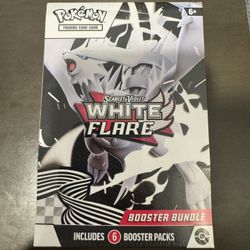 POKÉMON
TRADING CARD GAME
6+
SCARLET & VIOLET
WHITE
FLARE
BOOSTER BUNDLE
INCLUDES 6 BOOSTER PACKS